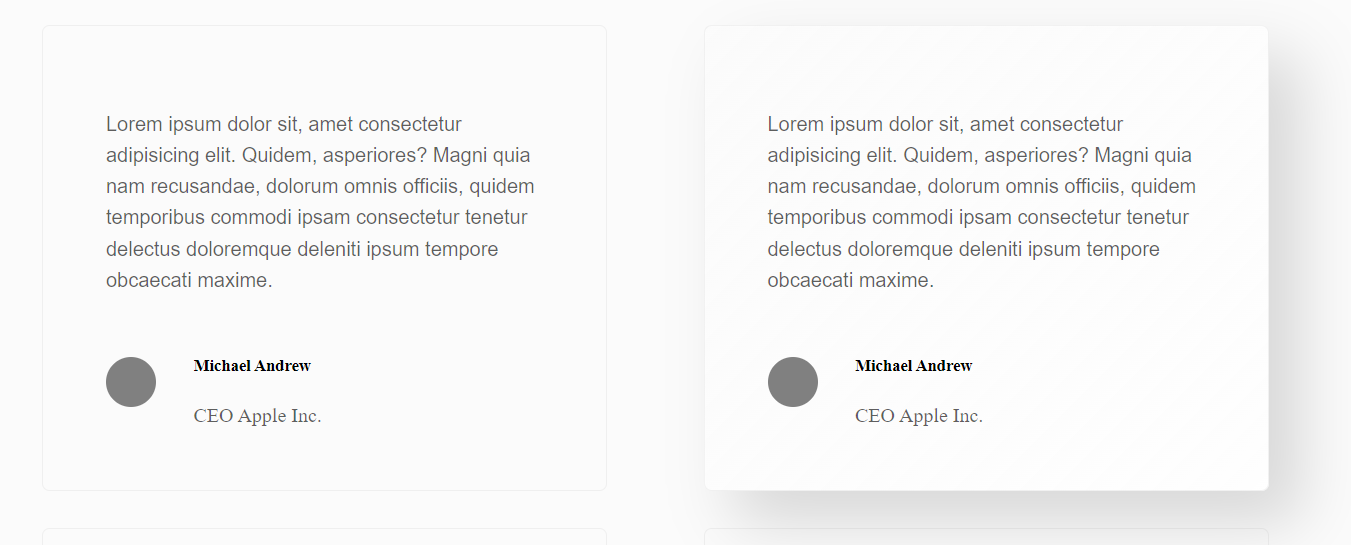 Lorem ipsum dolor sit, amet consectetur
adipisicing elit. Quidem, asperiores? Magni quia
nam recusandae, dolorum omnis officiis, quidem
temporibus commodi ipsam consectetur tenetur
delectus doloremque deleniti ipsum tempore
obcaecati maxime.
Michael Andrew
CEO Apple Inc.
Lorem ipsum dolor sit, amet consectetur
adipisicing elit. Quidem, asperiores? Magni quia
nam recusandae, dolorum omnis officiis, quidem
temporibus commodi ipsam consectetur tenetur
delectus doloremque deleniti ipsum tempore
obcaecati maxime.
Michael Andrew
CEO Apple Inc.